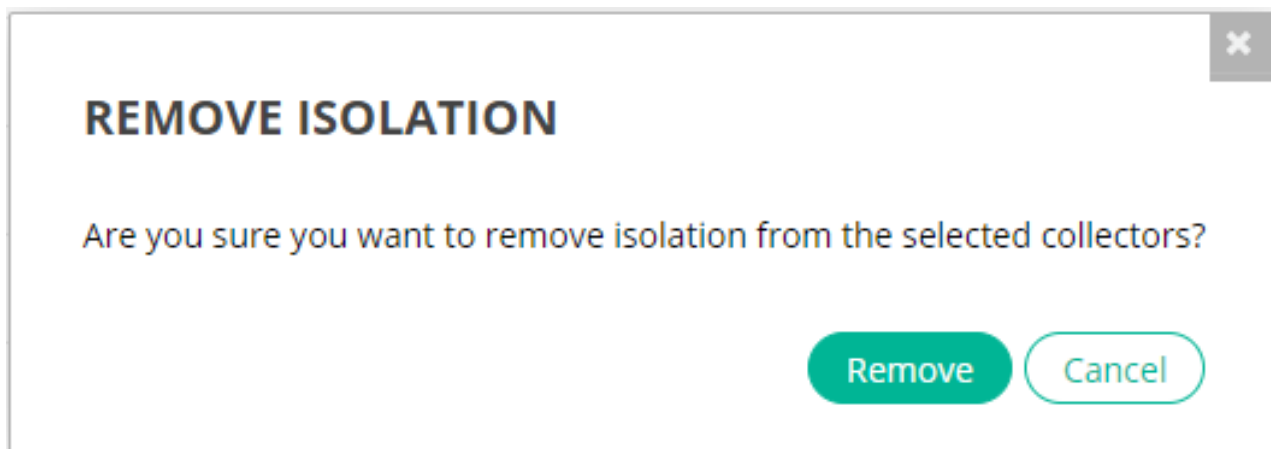 REMOVE ISOLATION
Are you sure you want to remove isolation from the selected collectors?
Remove Cancel